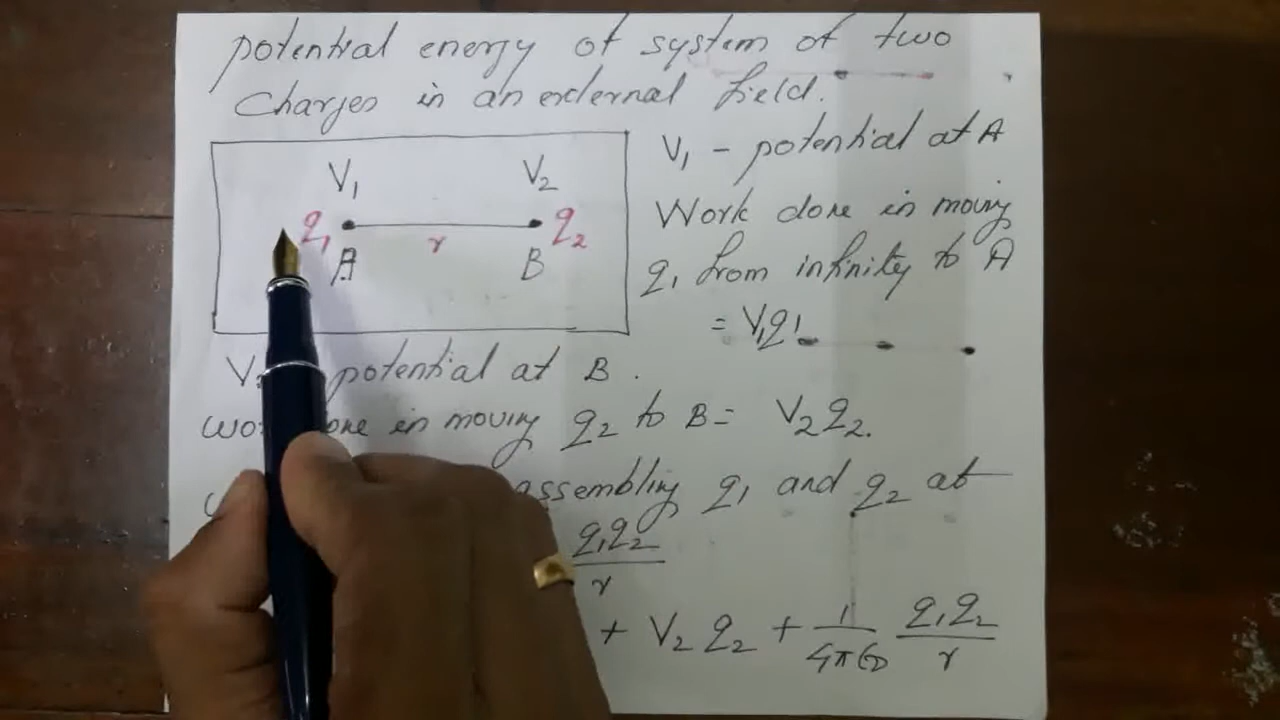 potential energy of system of two
Charges in an external field.
V₁ V₂
q₁ r q₂
A B
V₁ - potential at A
Work done in moving
q₁ from infinity to A
= V₁q₁
potential at B.
in moving q₂ to B = V₂q₂.
assembling q₁ and q₂ at
q₁q₂
r
+ V₂ q₂ + 1/4πε₀ q₁q₂/r